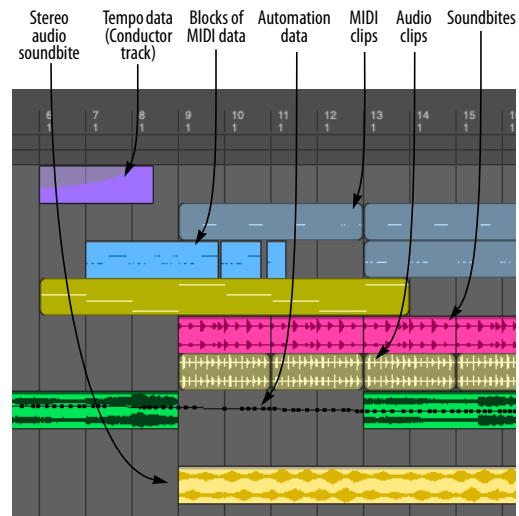 Stereo
audio
soundbite
Tempo data
(Conductor
track)
Blocks of
MIDI data
Automation
data
MIDI
clips
Audio
clips
Soundbites
6 7 8 9 10 11 12 13 14 15
1 1 1 1 1 1 1 1 1 1 1